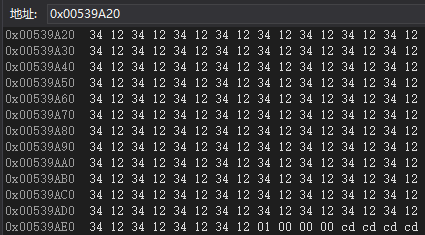 地址: 0x00539A20
0x00539A20 34 12 34 12 34 12 34 12 34 12 34 12 34 12 34 12
0x00539A30 34 12 34 12 34 12 34 12 34 12 34 12 34 12 34 12
0x00539A40 34 12 34 12 34 12 34 12 34 12 34 12 34 12 34 12
0x00539A50 34 12 34 12 34 12 34 12 34 12 34 12 34 12 34 12
0x00539A60 34 12 34 12 34 12 34 12 34 12 34 12 34 12 34 12
0x00539A70 34 12 34 12 34 12 34 12 34 12 34 12 34 12 34 12
0x00539A80 34 12 34 12 34 12 34 12 34 12 34 12 34 12 34 12
0x00539A90 34 12 34 12 34 12 34 12 34 12 34 12 34 12 34 12
0x00539AA0 34 12 34 12 34 12 34 12 34 12 34 12 34 12 34 12
0x00539AB0 34 12 34 12 34 12 34 12 34 12 34 12 34 12 34 12
0x00539AC0 34 12 34 12 34 12 34 12 34 12 34 12 34 12 34 12
0x00539AD0 34 12 34 12 34 12 34 12 34 12 34 12 34 12 34 12
0x00539AE0 34 12 34 12 34 12 34 12 01 00 00 00 cd cd cd cd